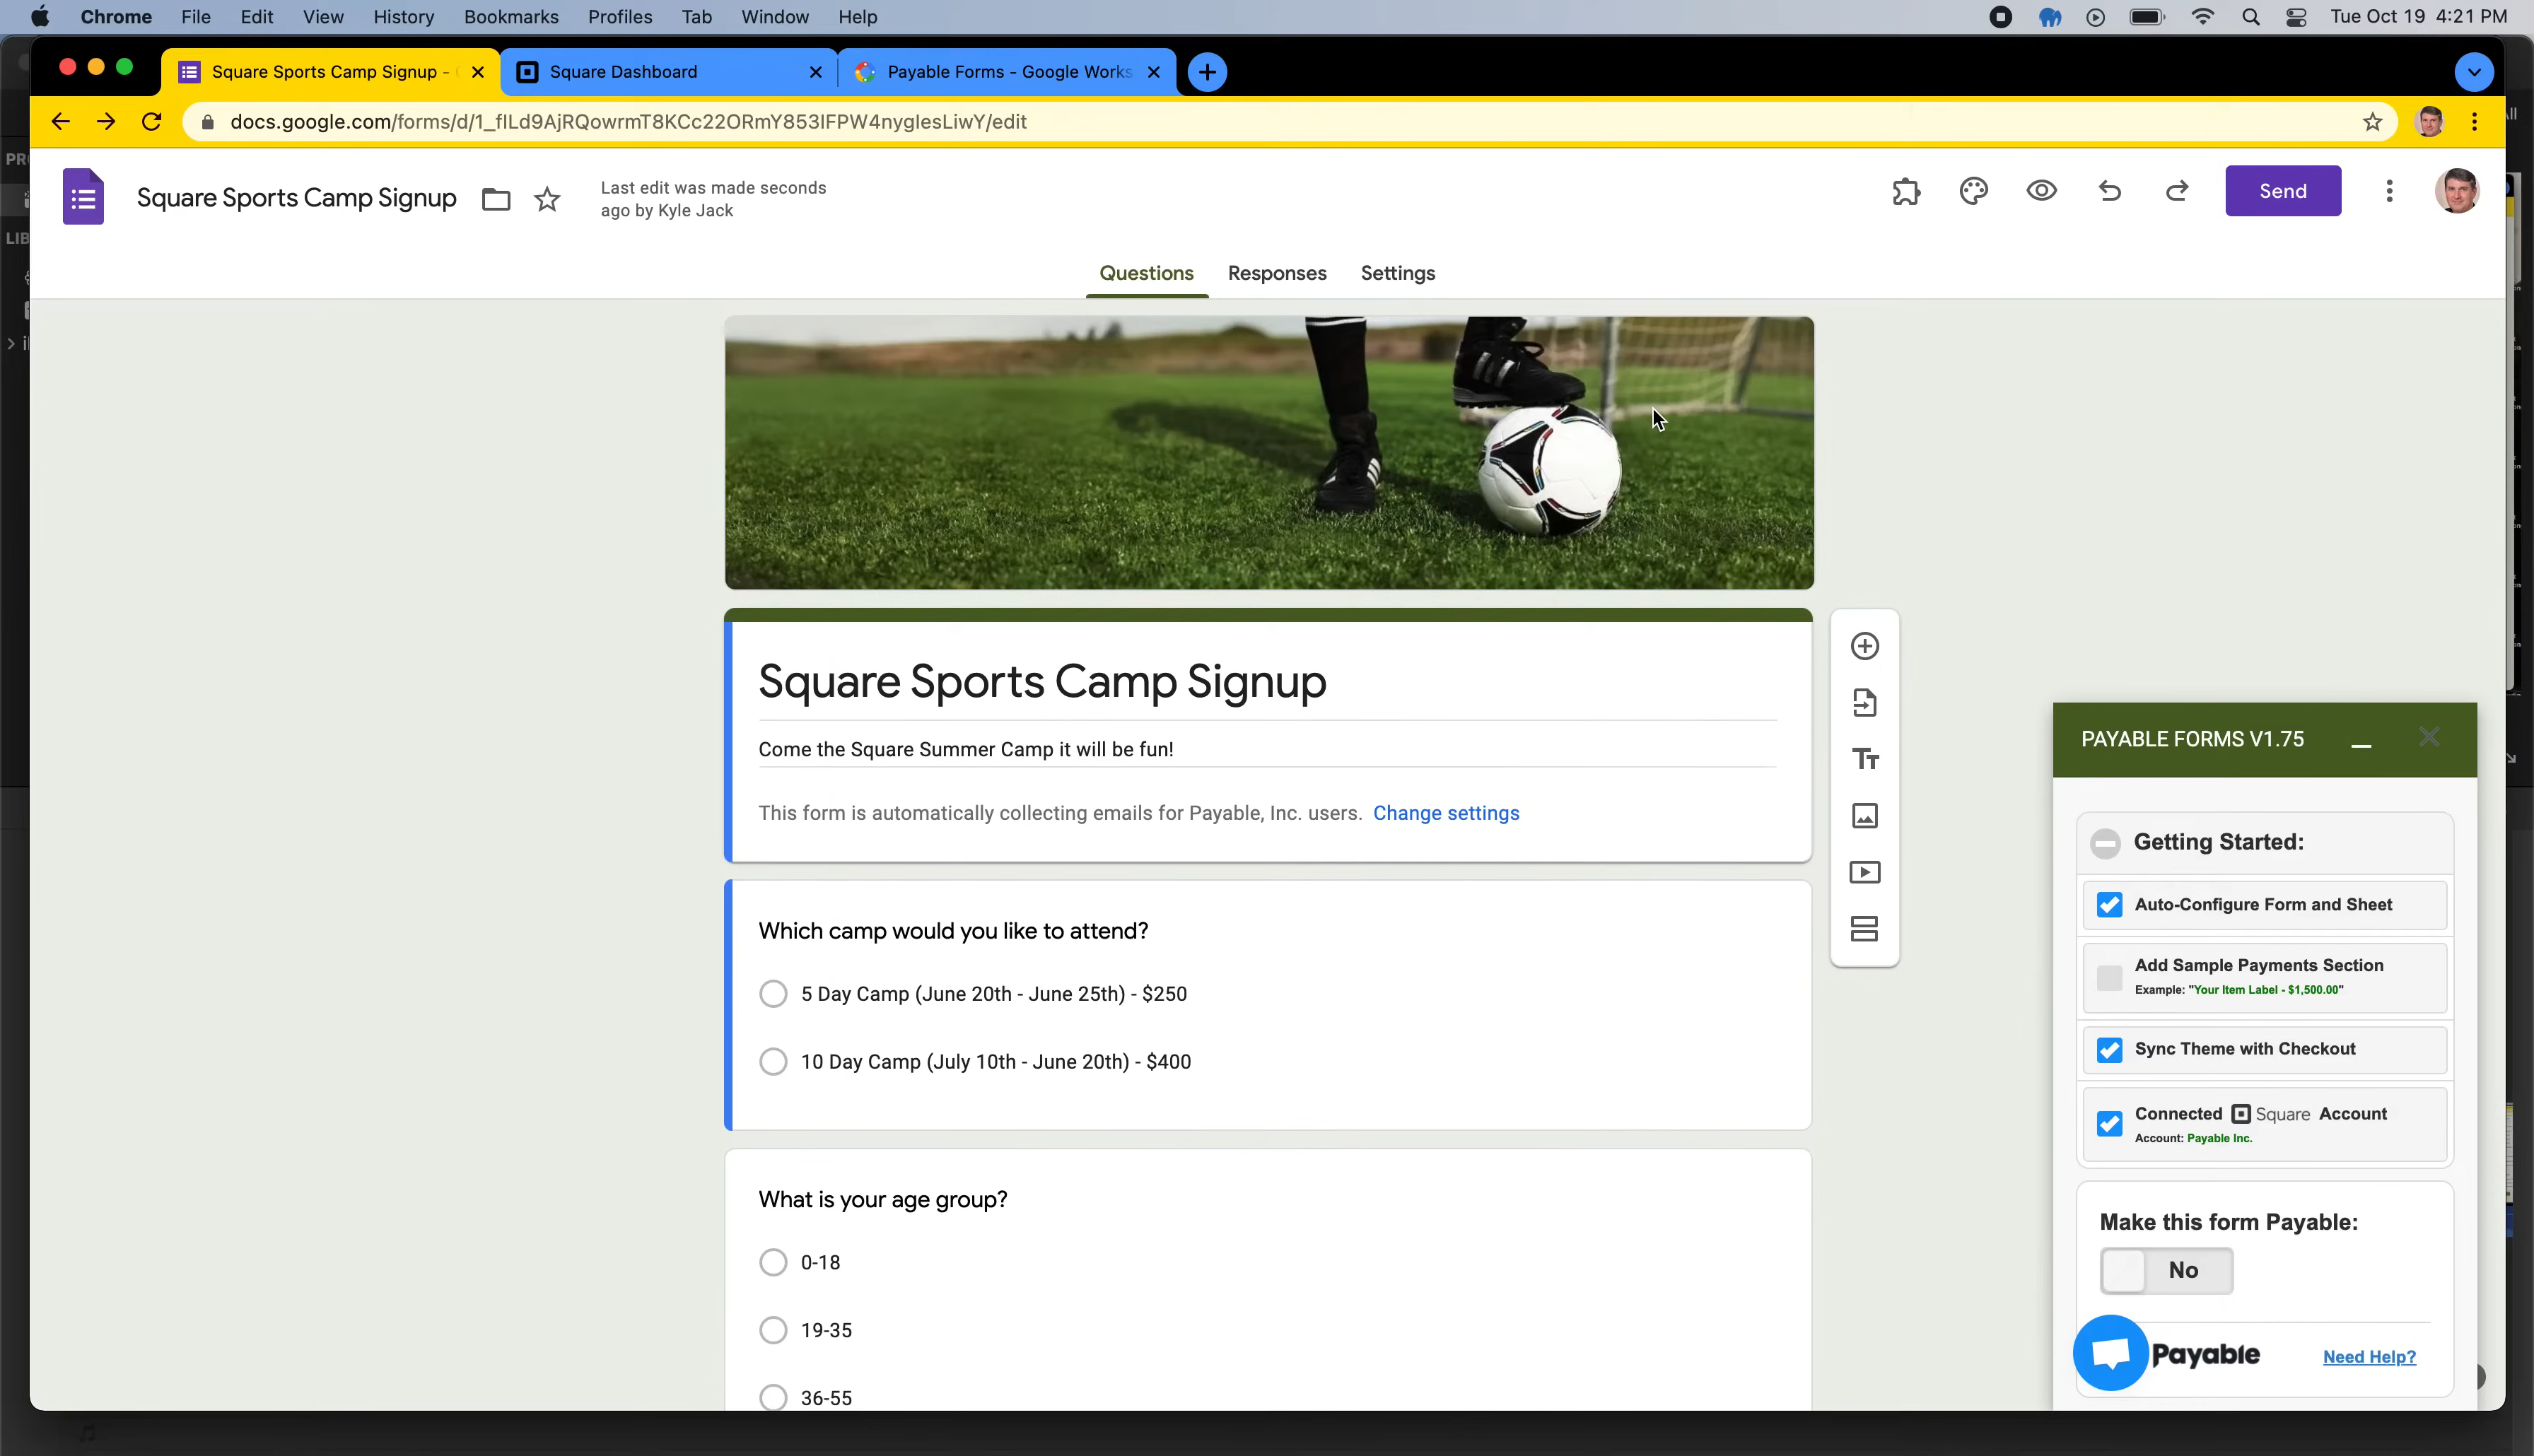 Chrome File Edit View History Bookmarks Profiles Tab Window Help Tue Oct 19 4:21 PM
Square Sports Camp Signup - Square Dashboard Payable Forms - Google Works
docs.google.com/forms/d/1_fILd9AjRQowrmT8KCc22ORmY853IFPW4nyglesLiwY/edit
Square Sports Camp Signup
Last edit was made seconds
ago by Kyle Jack
Send
Questions Responses Settings
Square Sports Camp Signup
Come the Square Summer Camp it will be fun!
This form is automatically collecting emails for Payable, Inc. users. Change settings
Which camp would you like to attend?
5 Day Camp (June 20th - June 25th) - $250
10 Day Camp (July 10th - June 20th) - $400
What is your age group?
0-18
19-35
36-55
Tт
PAYABLE FORMS V1.75
Getting Started:
Auto-Configure Form and Sheet
Add Sample Payments Section
Example: "Your Item Label - $1,500.00"
Sync Theme with Checkout
Connected Square Account
Account: Payable Inc.
Make this form Payable:
No
Payable Need Help?